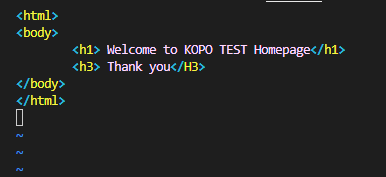 <html>
<body>
        <h1> Welcome to KOPO TEST Homepage</h1>
        <h3> Thank you</H3>
</body>
</html>
~
~
~